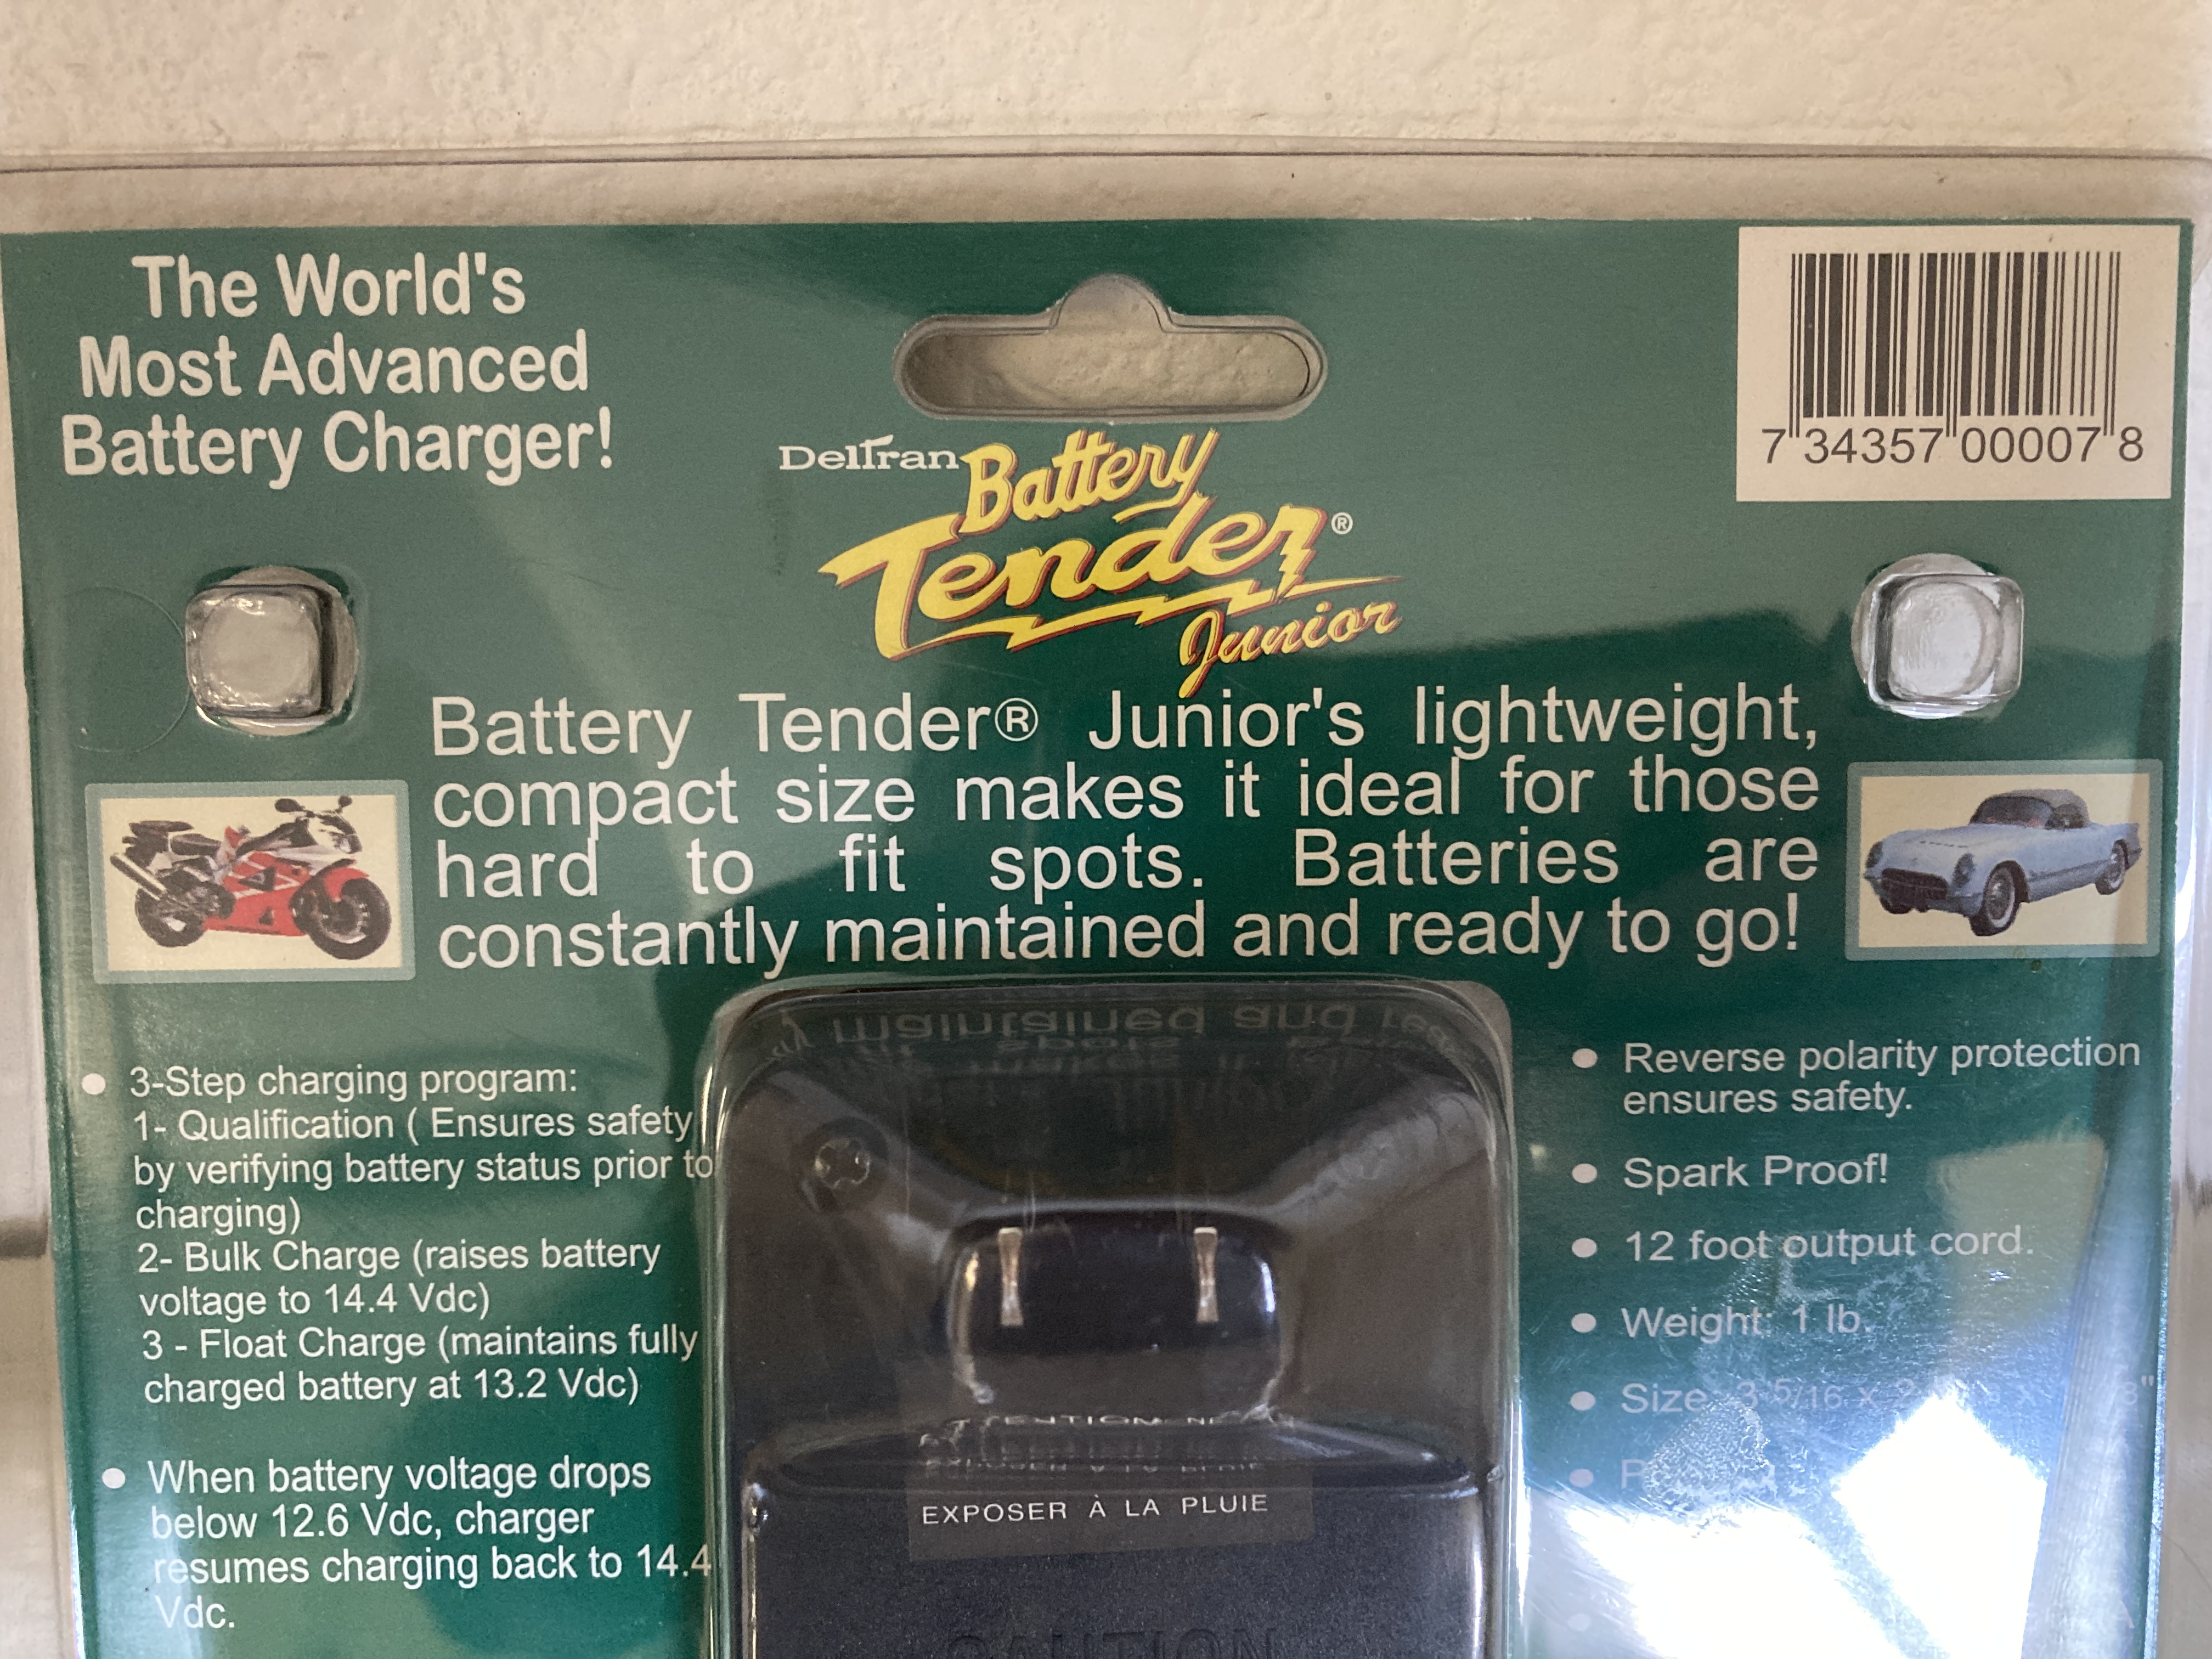 The World's
Most Advanced
Battery Charger!
7 34357 00007 8
Deltran
Battery
Tender®
Junior
Battery Tender® Junior's lightweight,
compact size makes it ideal for those
hard to fit spots. Batteries are
constantly maintained and ready to go!
• 3-Step charging program:
1- Qualification ( Ensures safety
by verifying battery status prior to
charging)
2- Bulk Charge (raises battery
voltage to 14.4 Vdc)
3 - Float Charge (maintains fully
charged battery at 13.2 Vdc)
• When battery voltage drops
below 12.6 Vdc, charger
resumes charging back to 14.4
Vdc.
EXPOSER À LA PLUIE
CAUTION
• Reverse polarity protection
ensures safety.
• Spark Proof!
• 12 foot output cord.
• Weight: 1 lb.
• Size: 3 5/16 x